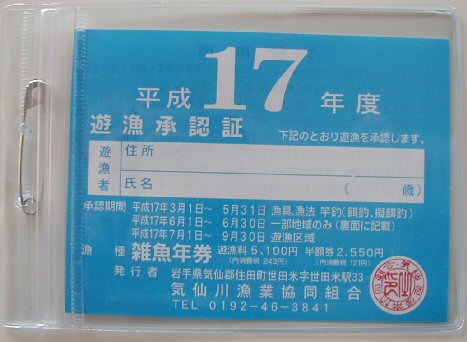 平成 17 年度
遊漁承認証
下記のとおり遊漁を承認します。
遊漁者
住所
氏名 ( 歳)
承認期間 平成17年3月1日〜 5月31日 漁具、漁法 竿釣(餌釣、擬餌釣)
平成17年6月1日〜 6月30日 一部地域のみ(裏面に記載)
平成17年7月1日〜 9月30日 遊漁区域
漁種 雑魚年券 遊漁料 5,100円 半額券 2,550円
(内消費税 243円) (内消費税 121円)
発行者 岩手県気仙郡住田町世田米字世田米駅33
気仙川漁業協同組合
TEL 0192-46-3841